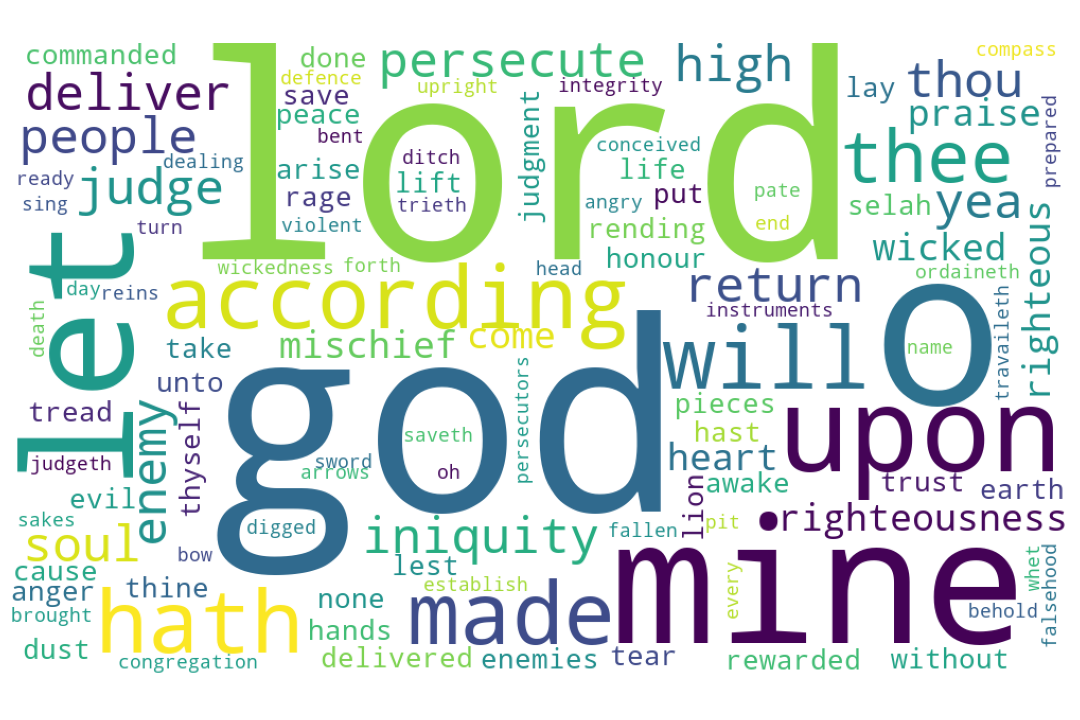 commanded
done
persecute
high
compass
deliver
defence
save
upright
integrity
lay
thou
people
peace
bent
lord
praise
prepared
dealing
arise
ditch
judgment
conceived
thee
ready
judge
rage
lift
trieth
life
angry
put
pate
selah
yea
sing
turn
violent
rending
end
wicked
let
wickedness
forth
head
honour
return
ordaineth
righteous
day
reins
according
instruments
death
take
mischief
come
will
O
name
travaileth
unto
god
pieces
upon
tread
enemy
thyself
saveth
persecutors
hast
heart
judgeth
sword
arrows
oh
lion
awake
trust
earth
evil
sakes
digged
iniquity
fallen
pit
righteousness
soul
bow
lest
mine
cause
anger
thine
establish
every
whet
falsehood
brought
hath
none
made
behold
hands
dust
congregation
delivered
enemies
tear
rewarded
without